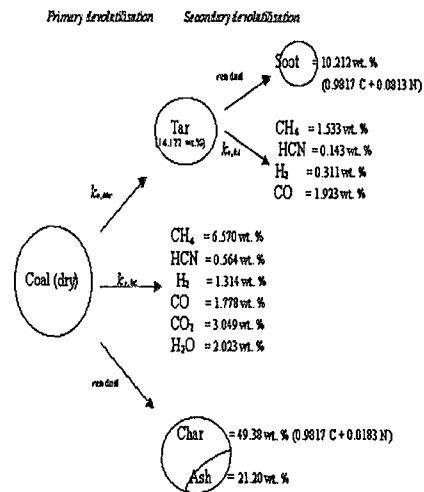 Primary devolatilisation Secondary devolatilisation
Soot = 10.212 wt. %
(0.9817 C + 0.0813 N)
residual
Tar
CH4 = 1.533 wt. %
HCN = 0.143 wt. %
H2 = 0.311 wt. %
CO = 1.923 wt. %
Coal (dry)
CH4 = 6.570 wt. %
HCN = 0.564 wt. %
H2 = 1.314 wt. %
CO = 1.778 wt. %
CO2 = 3.049 wt. %
H2O = 2.023 wt. %
residual
Char = 49.38 wt. % (0.9817 C + 0.0183 N)
Ash = 21.20 wt. %